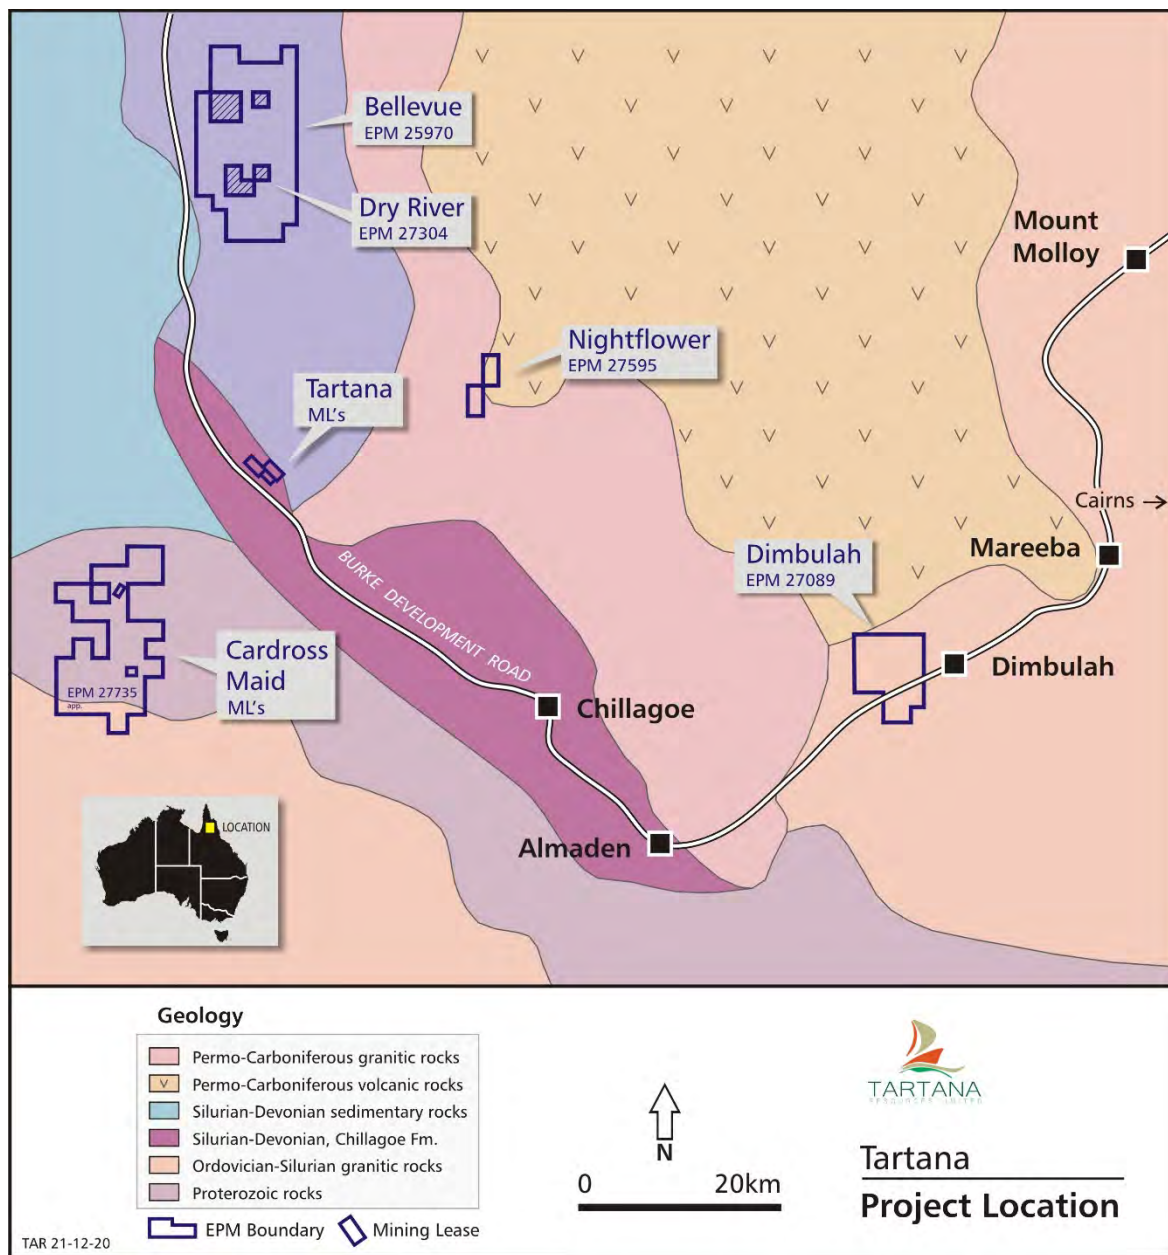 Bellevue
EPM 25970
Dry River
EPM 27304
Mount
Molloy
Nightflower
EPM 27595
Tartana
ML's
Cairns →
Mareeba
Dimbulah
EPM 27089
BURKE DEVELOPMENT ROAD
Cardross
Maid
ML's
EPM 27735
app.
Dimbulah
Chillagoe
LOCATION
Almaden
Geology
Permo-Carboniferous granitic rocks
V Permo-Carboniferous volcanic rocks
Silurian-Devonian sedimentary rocks
Silurian-Devonian, Chillagoe Fm.
Ordovician-Silurian granitic rocks
Proterozoic rocks
EPM Boundary Mining Lease
N
0 20km
TARTANA
RESOURCES LIMITED
Tartana
Project Location
TAR 21-12-20